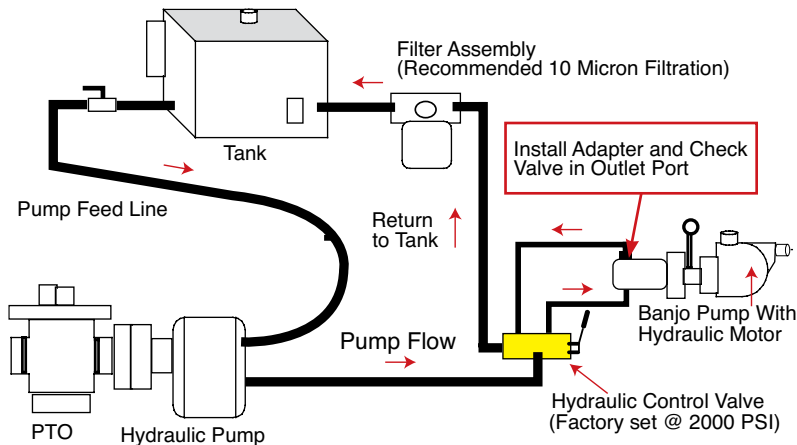 Filter Assembly
(Recommended 10 Micron Filtration)
Tank
Install Adapter and Check
Valve in Outlet Port
Pump Feed Line
Return
to Tank
Banjo Pump With
Hydraulic Motor
Pump Flow
Hydraulic Control Valve
(Factory set @ 2000 PSI)
PTO
Hydraulic Pump